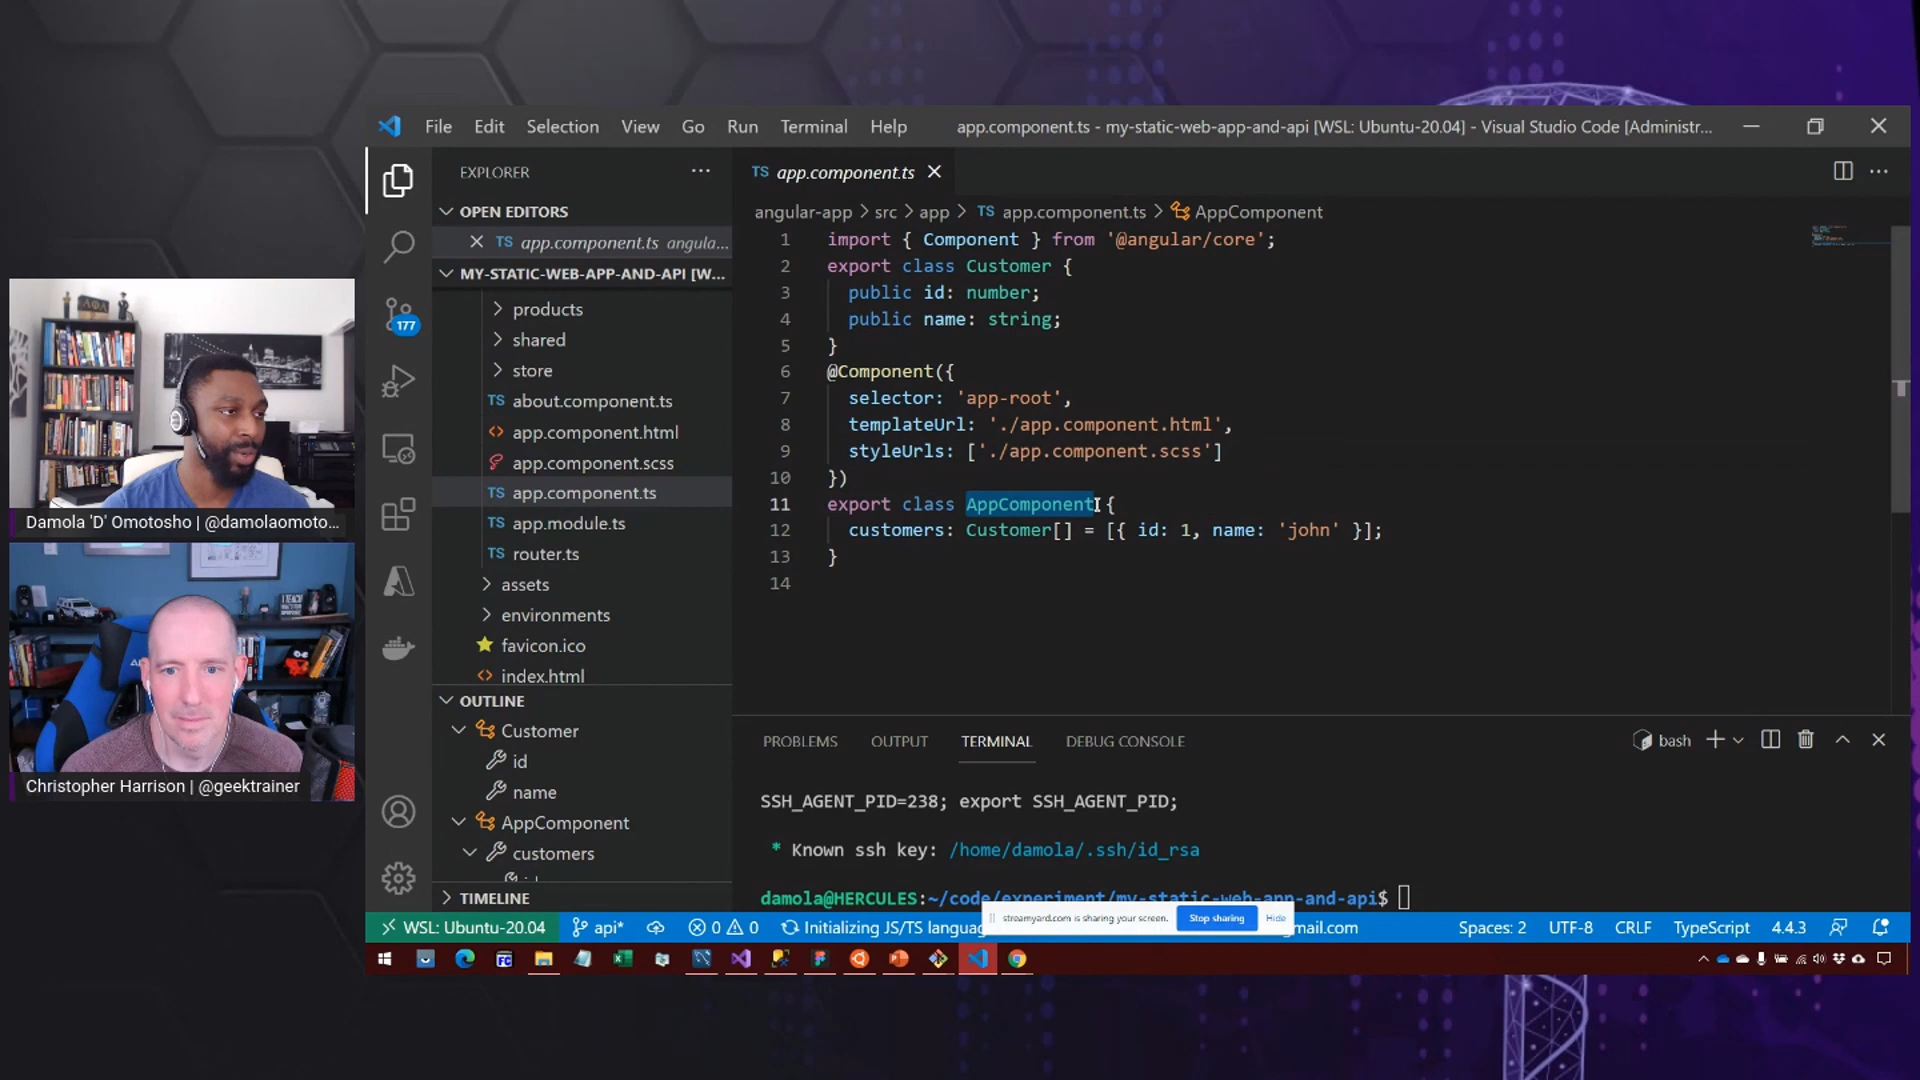 File Edit Selection View Go Run Terminal Help app.component.ts - my-static-web-app-and-api [WSL: Ubuntu-20.04] - Visual Studio Code [Administr...
EXPLORER
OPEN EDITORS
TS app.component.ts angula...
MY-STATIC-WEB-APP-AND-API [W...
products
shared
store
TS about.component.ts
app.component.html
app.component.scss
TS app.component.ts
TS app.module.ts
TS router.ts
assets
environments
favicon.ico
index.html
OUTLINE
Customer
id
name
AppComponent
customers
TIMELINE
177
TS app.component.ts
angular-app > src > app > TS app.component.ts > AppComponent
1 import { Component } from '@angular/core';
2 export class Customer {
3 public id: number;
4 public name: string;
5 }
6 @Component({
7 selector: 'app-root',
8 templateUrl: './app.component.html',
9 styleUrls: ['./app.component.scss']
10 })
11 export class AppComponent {
12 customers: Customer[] = [{ id: 1, name: 'john' }];
13 }
14
PROBLEMS OUTPUT TERMINAL DEBUG CONSOLE bash
SSH_AGENT_PID=238; export SSH_AGENT_PID;
* Known ssh key: /home/damola/.ssh/id_rsa
damola@HERCULES:~/code/experiment/my-static-web-app-and-api$
streamyard.com is sharing your screen. Stop sharing Hide
WSL: Ubuntu-20.04 api* 0 0 Initializing JS/TS languag gmail.com Spaces: 2 UTF-8 CRLF TypeScript 4.4.3
Damola 'D' Omotosho | @damolaomoto...
Christopher Harrison | @geektrainer